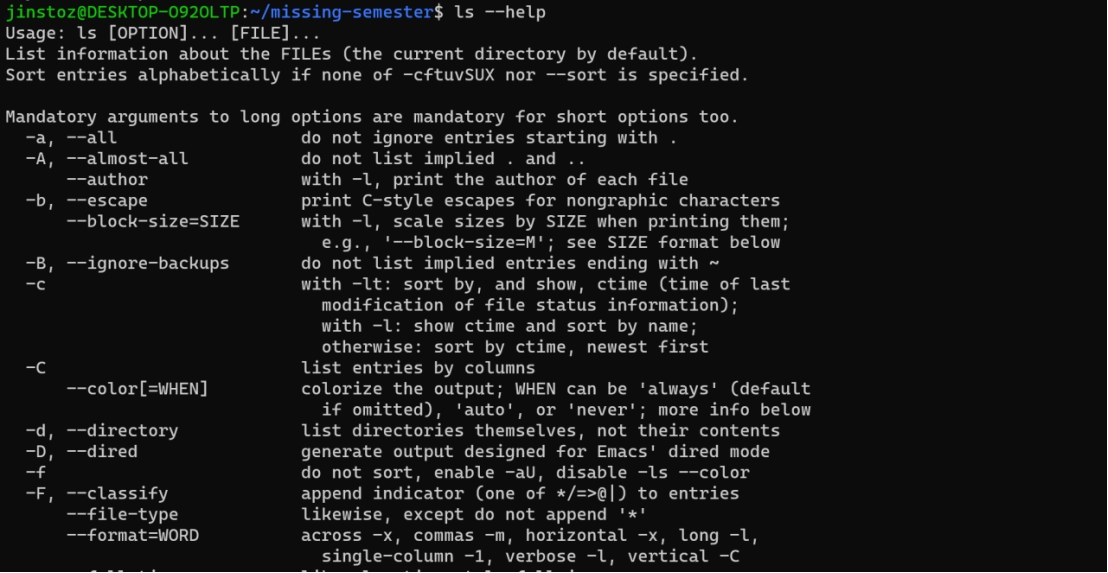 jinstoz@DESKTOP-O92OLTP:~/missing-semester$ ls --help
Usage: ls [OPTION]... [FILE]...
List information about the FILEs (the current directory by default).
Sort entries alphabetically if none of -cftuvSUX nor --sort is specified.

Mandatory arguments to long options are mandatory for short options too.
  -a, --all                  do not ignore entries starting with .
  -A, --almost-all           do not list implied . and ..
      --author               with -l, print the author of each file
  -b, --escape               print C-style escapes for nongraphic characters
      --block-size=SIZE      with -l, scale sizes by SIZE when printing them;
                               e.g., '--block-size=M'; see SIZE format below
  -B, --ignore-backups       do not list implied entries ending with ~
  -c                         with -lt: sort by, and show, ctime (time of last
                               modification of file status information);
                               with -l: show ctime and sort by name;
                               otherwise: sort by ctime, newest first
  -C                         list entries by columns
      --color[=WHEN]         colorize the output; WHEN can be 'always' (default
                               if omitted), 'auto', or 'never'; more info below
  -d, --directory            list directories themselves, not their contents
  -D, --dired                generate output designed for Emacs' dired mode
  -f                         do not sort, enable -aU, disable -ls --color
  -F, --classify             append indicator (one of */=>@|) to entries
      --file-type            likewise, except do not append '*'
      --format=WORD          across -x, commas -m, horizontal -x, long -l,
                               single-column -1, verbose -l, vertical -C